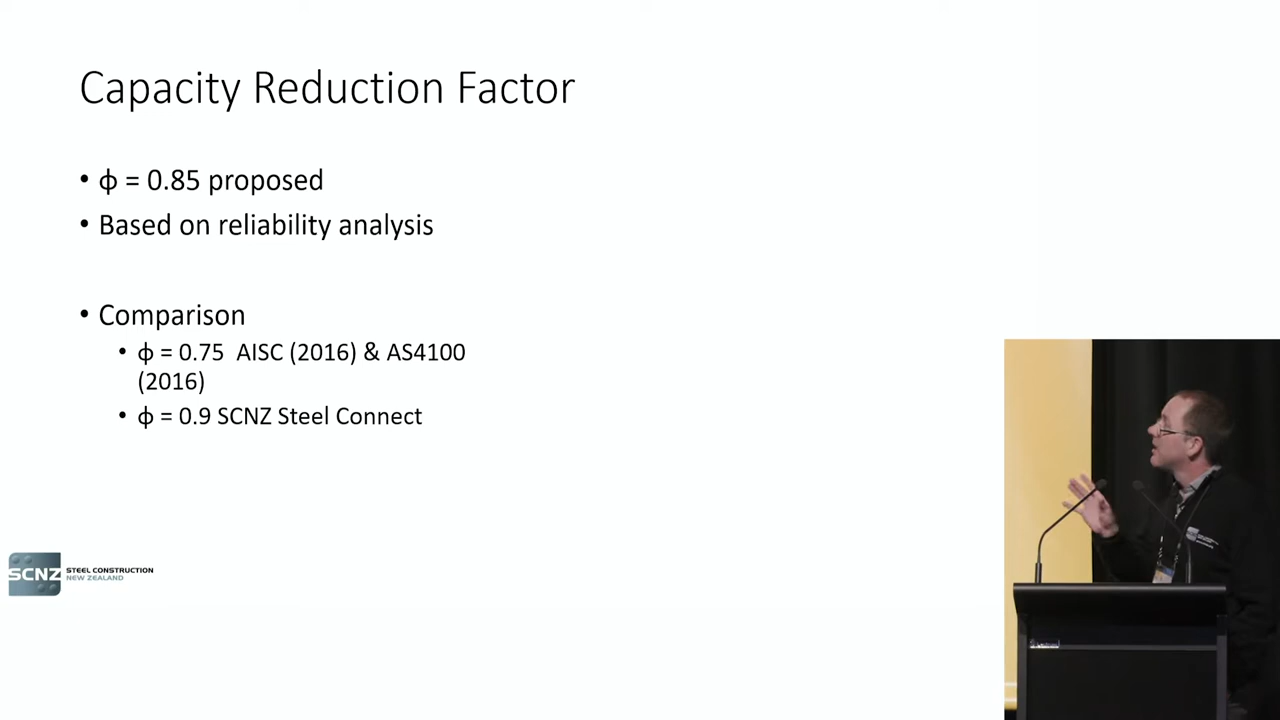 Capacity Reduction Factor
• ϕ = 0.85 proposed
• Based on reliability analysis
• Comparison
• ϕ = 0.75 AISC (2016) & AS4100
(2016)
• ϕ = 0.9 SCNZ Steel Connect
SCNZ STEEL CONSTRUCTION
NEW ZEALAND